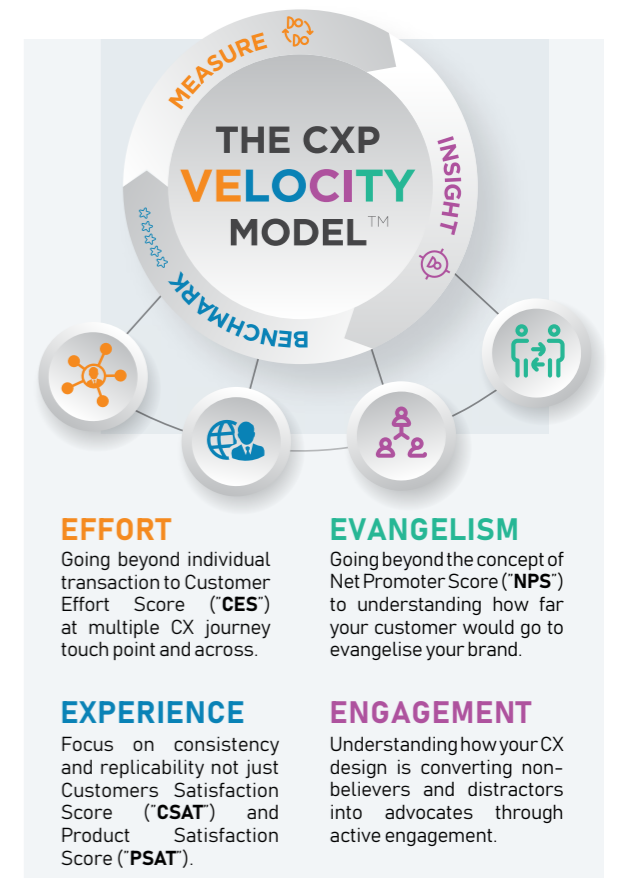 MEASURE
INSIGHT
BENCHMARK
THE CXP
VELOCITY
MODEL™
EFFORT
Going beyond individual
transaction to Customer
Effort Score ("CES")
at multiple CX journey
touch point and across.
EVANGELISM
Going beyond the concept of
Net Promoter Score ("NPS")
to understanding how far
your customer would go to
evangelise your brand.
EXPERIENCE
Focus on consistency
and replicability not just
Customers Satisfaction
Score ("CSAT") and
Product Satisfaction
Score ("PSAT").
ENGAGEMENT
Understanding how your CX
design is converting non-
believers and distractors
into advocates through
active engagement.